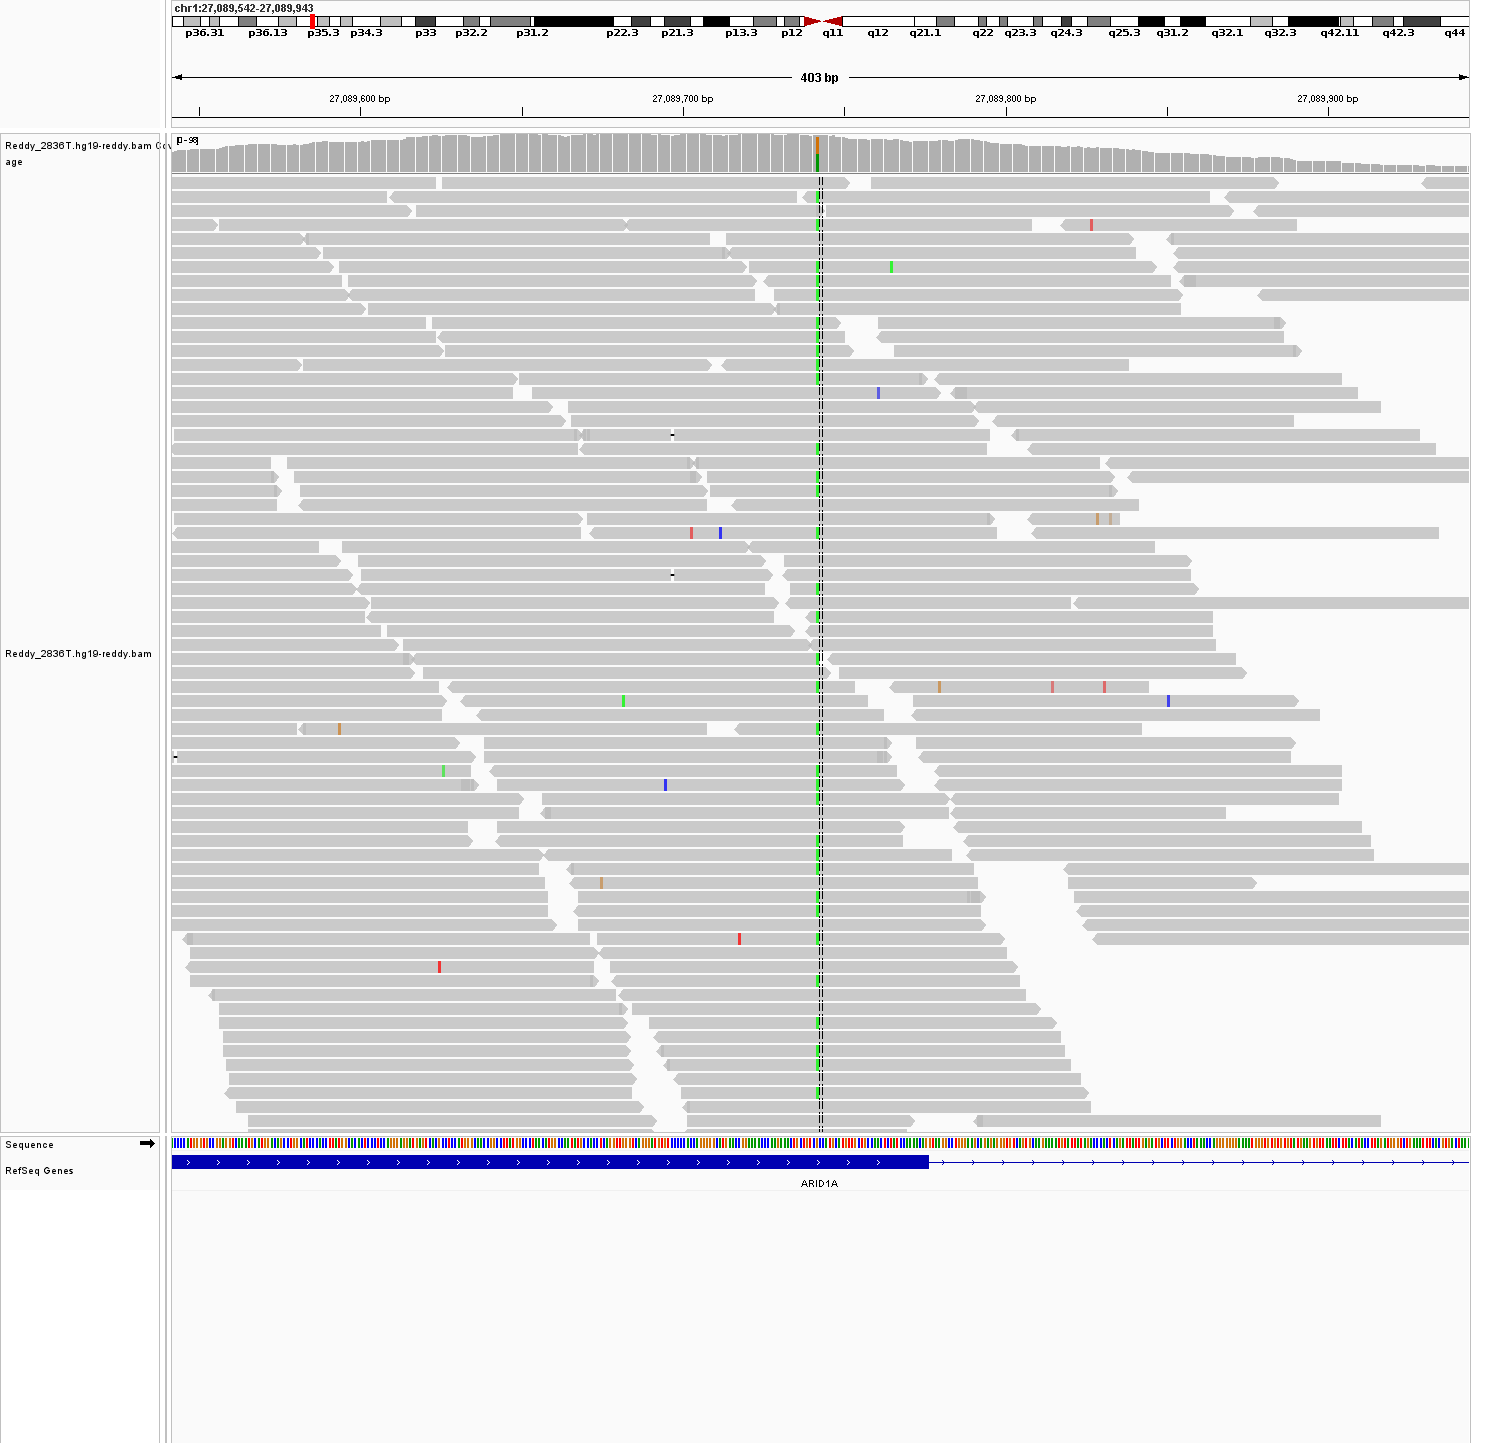 chr1:27,089,542-27,089,943
p36.31 p36.13 p35.3 p34.3 p33 p32.2 p31.2 p22.3 p21.3 p13.3 p12 q11 q12 q21.1 q22 q23.3 q24.3 q25.3 q31.2 q32.1 q32.3 q42.11 q42.3 q44
403 bp
27,089,600 bp 27,089,700 bp 27,089,800 bp 27,089,900 bp
[0 - 98]
Reddy_2836T.hg19-reddy.bam Cov
age
Reddy_2836T.hg19-reddy.bam
Sequence
RefSeq Genes
ARID1A